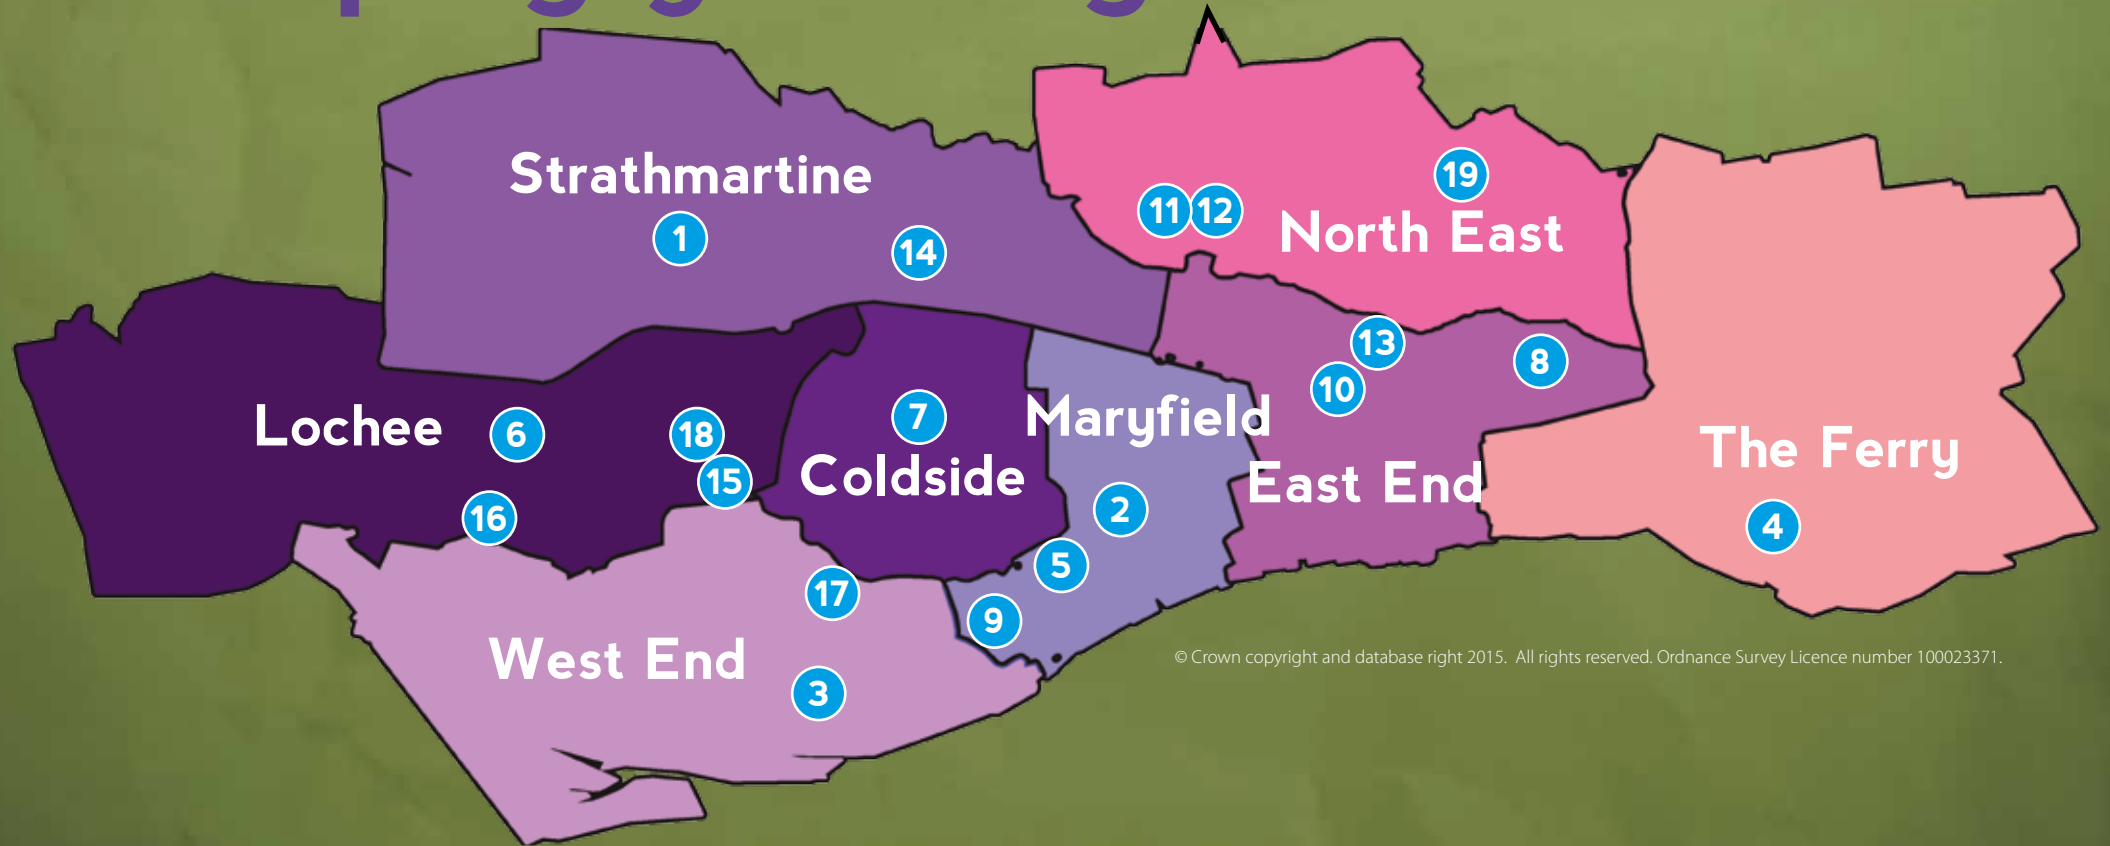 Strathmartine
1
14
11
12
19
North East
13
10
8
Lochee
6
18
15
16
7
Coldside
Maryfield
2
5
9
East End
The Ferry
4
17
West End
3
© Crown copyright and database right 2015. All rights reserved. Ordnance Survey Licence number 100023371.